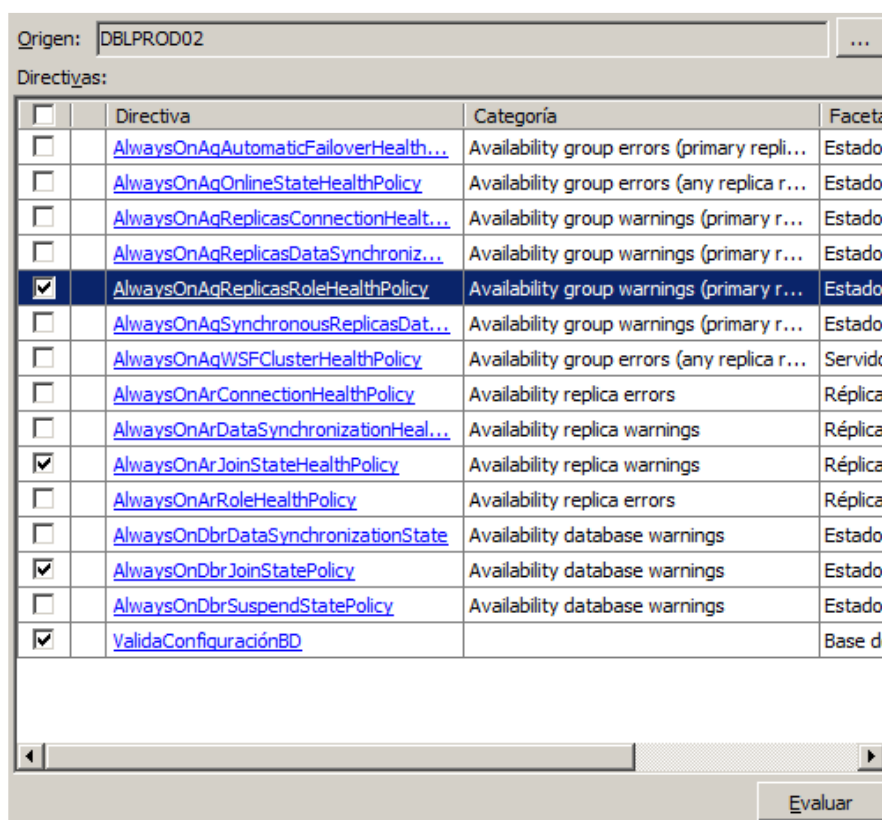 Origen: DBLPROD02 ...
Directivas:
Directiva Categoría Faceta
AlwaysOnAgAutomaticFailoverHealth... Availability group errors (primary repli... Estado
AlwaysOnAgOnlineStateHealthPolicy Availability group errors (any replica r... Estado
AlwaysOnAgReplicasConnectionHealt... Availability group warnings (primary r... Estado
AlwaysOnAgReplicasDataSynchroniz... Availability group warnings (primary r... Estado
AlwaysOnAgReplicasRoleHealthPolicy Availability group warnings (primary r... Estado
AlwaysOnAgSynchronousReplicasDat... Availability group warnings (primary r... Estado
AlwaysOnAgWSFClusterHealthPolicy Availability group errors (any replica r... Servido
AlwaysOnArConnectionHealthPolicy Availability replica errors Réplica
AlwaysOnArDataSynchronizationHeal... Availability replica warnings Réplica
AlwaysOnArJoinStateHealthPolicy Availability replica warnings Réplica
AlwaysOnArRoleHealthPolicy Availability replica errors Réplica
AlwaysOnDbrDataSynchronizationState Availability database warnings Estado
AlwaysOnDbrJoinStatePolicy Availability database warnings Estado
AlwaysOnDbrSuspendStatePolicy Availability database warnings Estado
ValidaConfiguraciónBD Base d
Evaluar